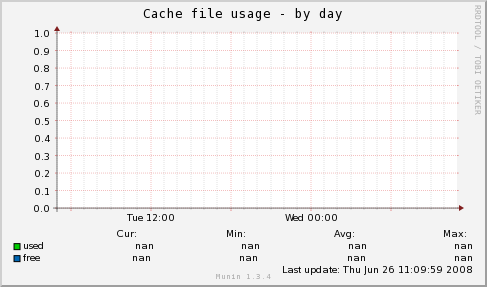 Cache file usage - by day
RRDTOOL / TOBI OETIKER
1.0
0.9
0.8
0.7
0.6
0.5
0.4
0.3
0.2
0.1
0.0
Tue 12:00 Wed 00:00
Cur: Min: Avg: Max:
used nan nan nan nan
free nan nan nan nan
Last update: Thu Jun 26 11:09:59 2008
Munin 1.3.4